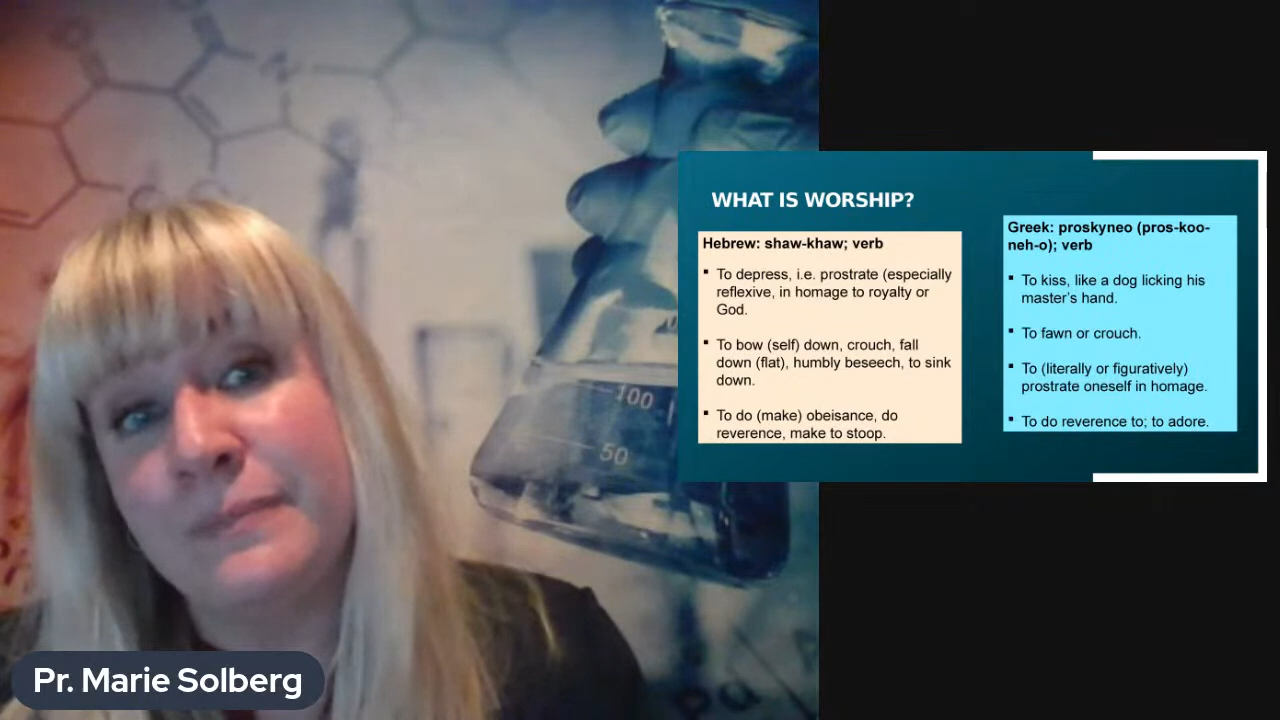 WHAT IS WORSHIP?
Hebrew: shaw-khaw; verb
▪ To depress, i.e. prostrate (especially
reflexive, in homage to royalty or
God.
▪ To bow (self) down, crouch, fall
down (flat), humbly beseech, to sink
down.
▪ To do (make) obeisance, do
reverence, make to stoop.
Greek: proskyneo (pros-koo-
neh-o); verb
▪ To kiss, like a dog licking his
master's hand.
▪ To fawn or crouch.
▪ To (literally or figuratively)
prostrate oneself in homage.
▪ To do reverence to; to adore.
100
50
Pr. Marie Solberg